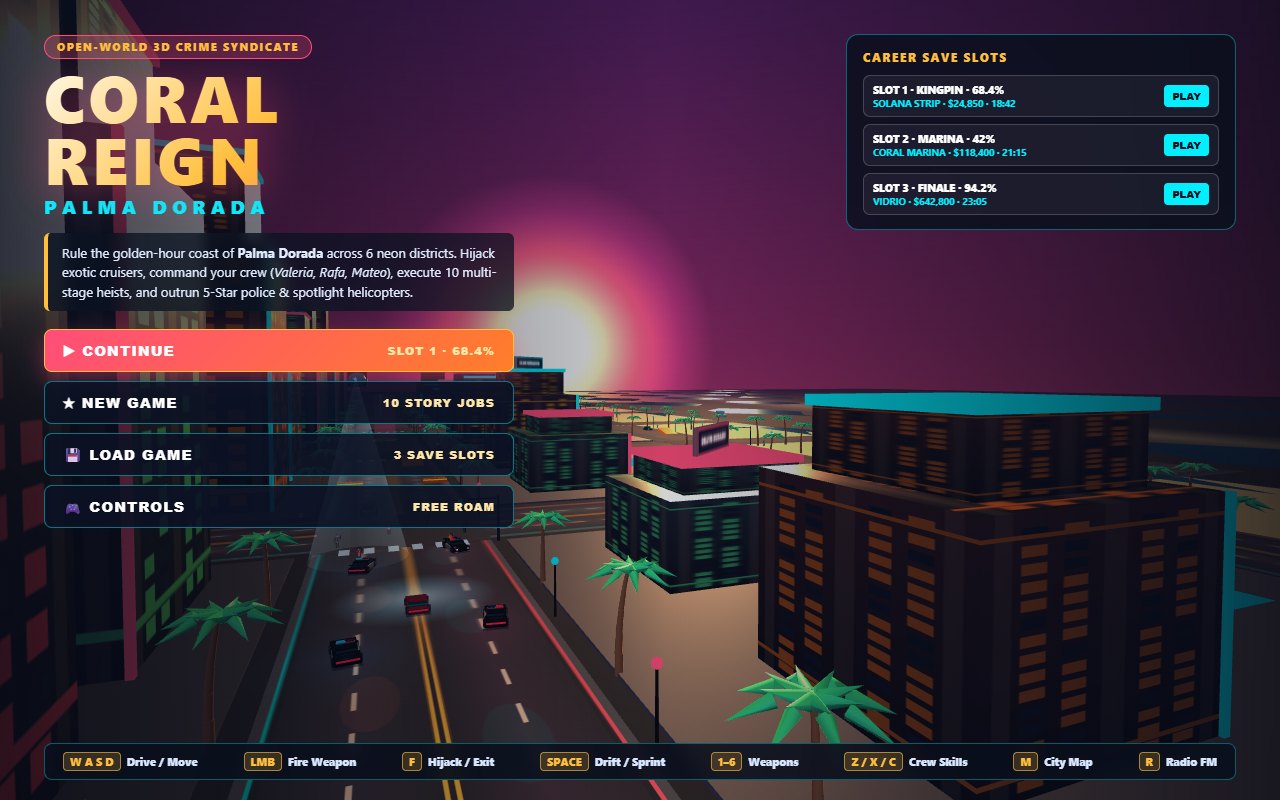 OPEN-WORLD 3D CRIME SYNDICATE
CORAL
REIGN
PALMA DORADA
Rule the golden-hour coast of Palma Dorada across 6 neon districts. Hijack
exotic cruisers, command your crew (Valeria, Rafa, Mateo), execute 10 multi-
stage heists, and outrun 5-Star police & spotlight helicopters.
▶ CONTINUE SLOT 1 · 68.4%
★ NEW GAME 10 STORY JOBS
💾 LOAD GAME 3 SAVE SLOTS
🎮 CONTROLS FREE ROAM
CAREER SAVE SLOTS
SLOT 1 · KINGPIN · 68.4%
SOLANA STRIP · $24,850 · 18:42
PLAY
SLOT 2 · MARINA · 42%
CORAL MARINA · $118,400 · 21:15
PLAY
SLOT 3 · FINALE · 94.2%
VIDRIO · $642,800 · 23:05
PLAY
W A S D Drive / Move LMB Fire Weapon F Hijack / Exit SPACE Drift / Sprint 1–6 Weapons Z / X / C Crew Skills M City Map R Radio FM